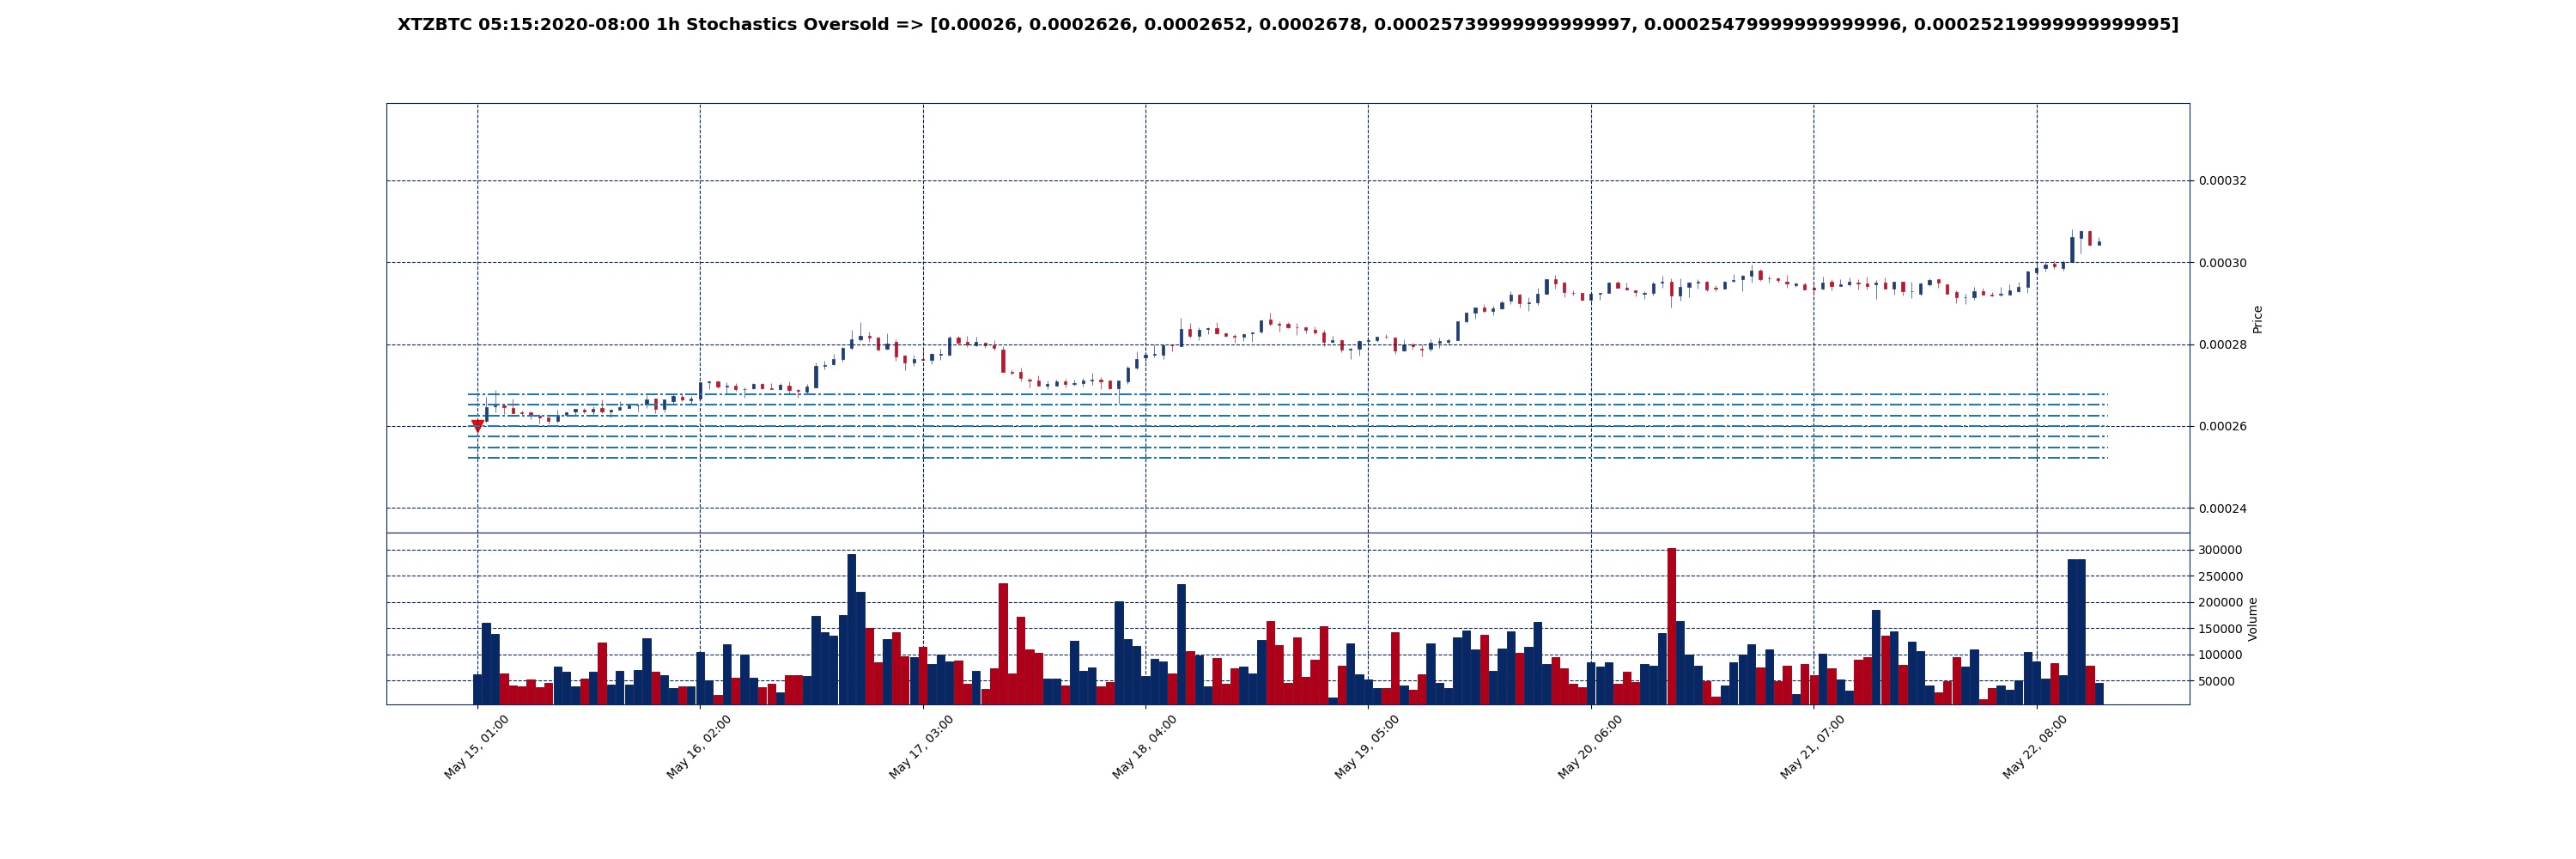 XTZBTC 05:15:2020-08:00 1h Stochastics Oversold => [0.00026, 0.0002626, 0.0002652, 0.0002678, 0.00025739999999999997, 0.00025479999999999996, 0.00025219999999999995]
0.00032
0.00030
0.00028
0.00026
0.00024
Price
300000
250000
200000
150000
100000
50000
Volume
May 15, 01:00
May 16, 02:00
May 17, 03:00
May 18, 04:00
May 19, 05:00
May 20, 06:00
May 21, 07:00
May 22, 08:00